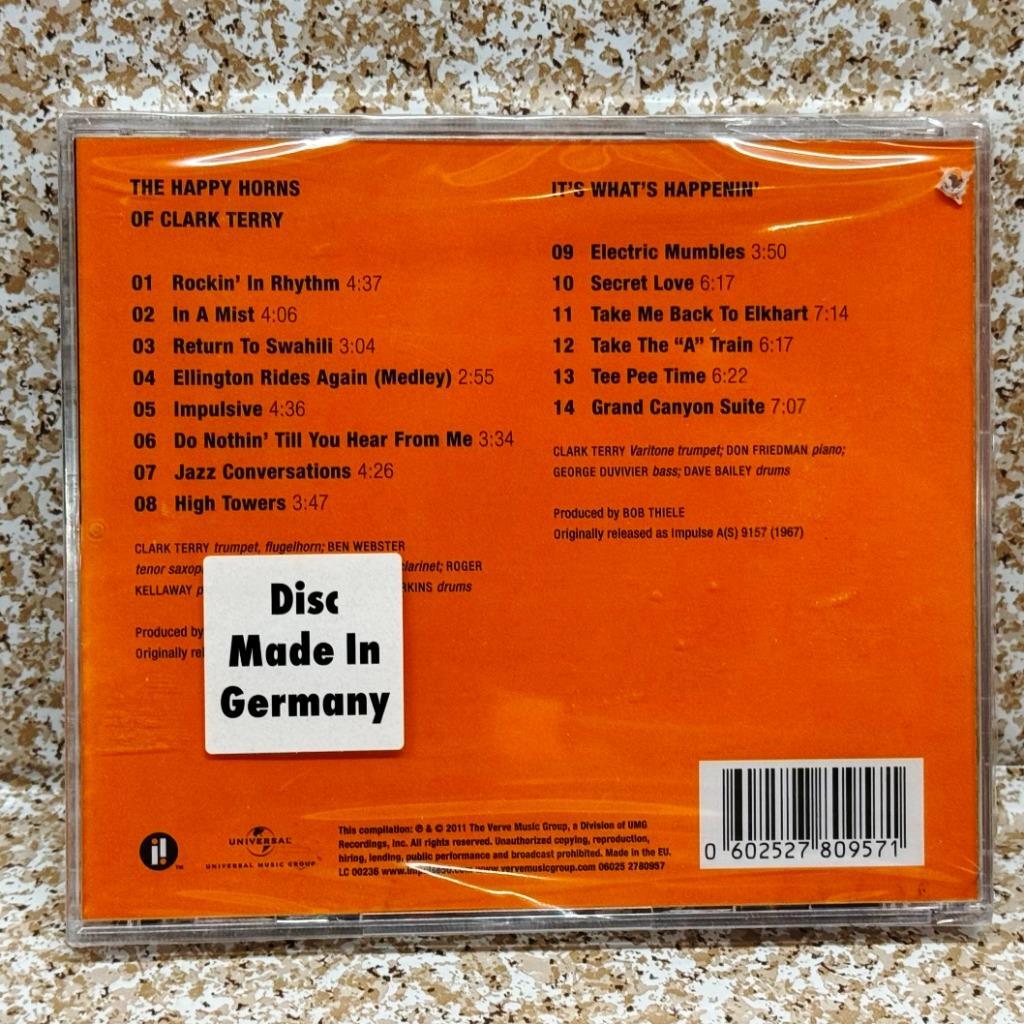 THE HAPPY HORNS
OF CLARK TERRY
01 Rockin' In Rhythm 4:37
02 In A Mist 4:06
03 Return To Swahili 3:04
04 Ellington Rides Again (Medley) 2:55
05 Impulsive 4:36
06 Do Nothin' Till You Hear From Me 3:34
07 Jazz Conversations 4:26
08 High Towers 3:47
CLARK TERRY trumpet, flugelhorn; BEN WEBSTER
tenor ROGER
KELLAWAY drums
Produced by
Originally
Disc
Made In
Germany
IT'S WHAT'S HAPPENIN'
09 Electric Mumbles 3:50
10 Secret Love 6:17
11 Take Me Back To Elkhart 7:14
12 Take The “A” Train 6:17
13 Tee Pee Time 6:22
14 Grand Canyon Suite 7:07
CLARK TERRY Varitone trumpet; DON FRIEDMAN piano;
GEORGE DUVIVIER bass; DAVE BAILEY drums
Produced by BOB THIELE
Originally released as Impulse A(S) 9157 (1967)
i!
TM
UNIVERSAL
UNIVERSAL MUSIC GROUP
This compilation: ℗ & © 2011 The Verve Music Group, a Division of UMG
Recordings, Inc. All rights reserved. Unauthorized copying, reproduction,
hiring, lending, public performance and broadcast prohibited. Made in the EU.
LC 00236 www.vervemusicgroup.com 06025 2780957
0 602527 809571